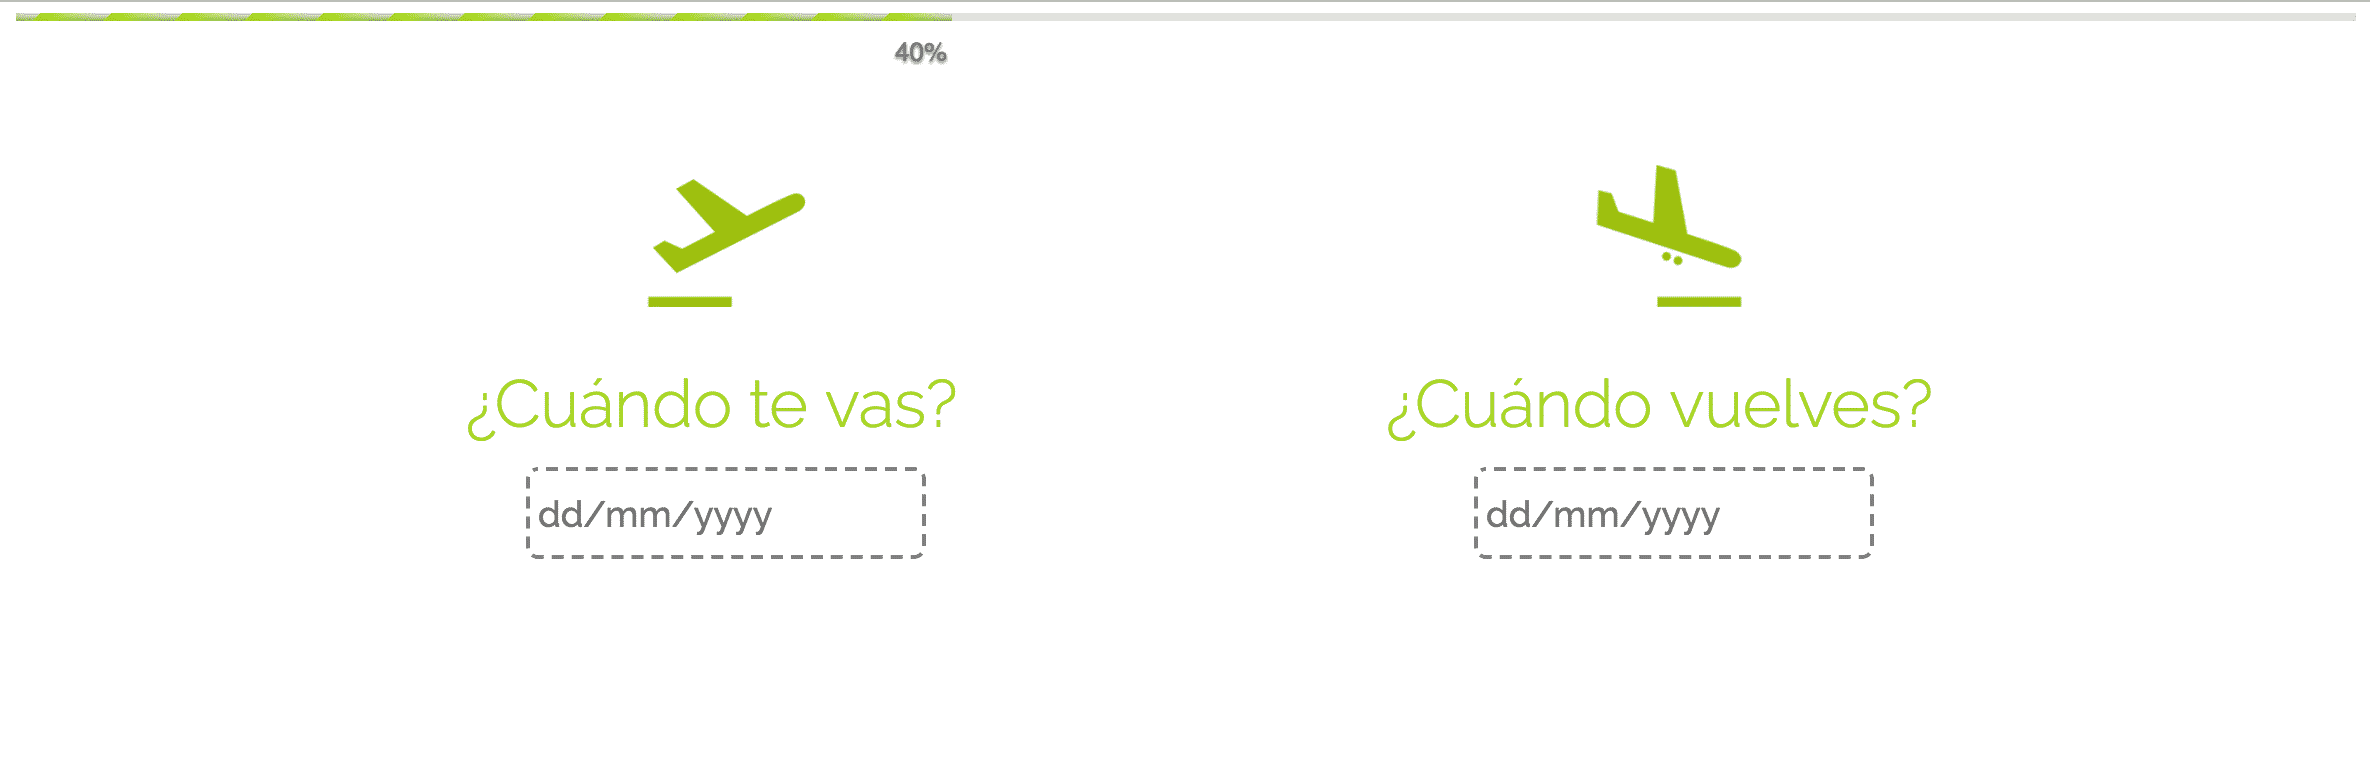 40%
¿Cuándo te vas?
¿Cuándo vuelves?
dd/mm/yyyy
dd/mm/yyyy